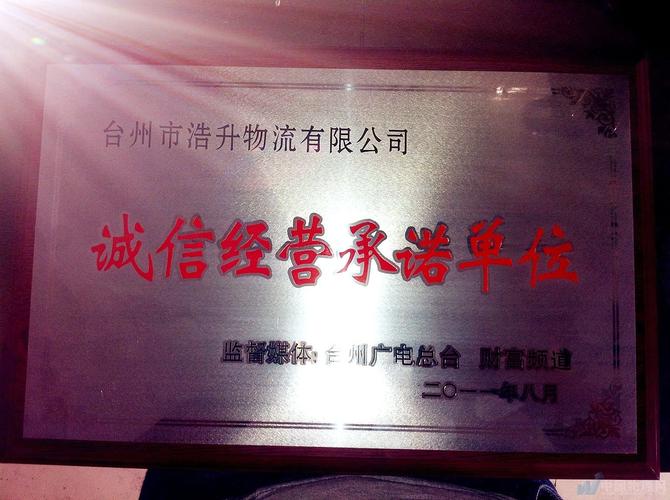 台州市浩升物流有限公司
诚信经营承诺单位
监督媒体: 台州广电总台 财富频道
二〇一一年八月